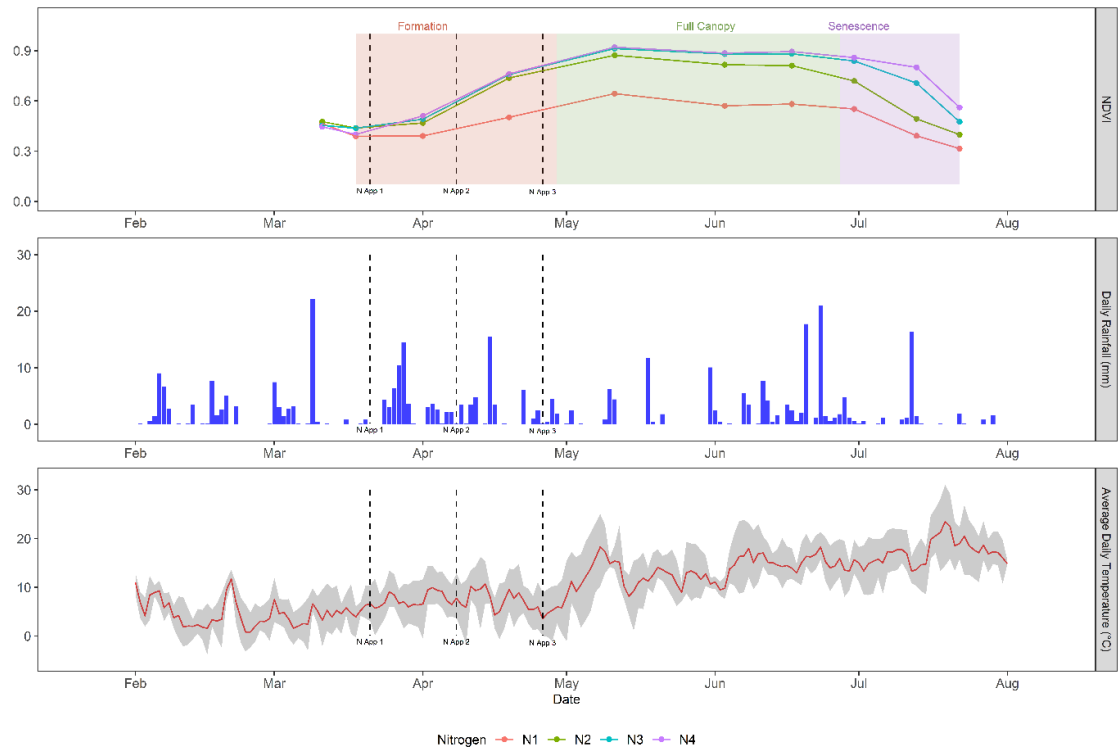 Formation Full Canopy Senescence
0.9
0.6
0.3
0.0
NDVI
N App 1 N App 2 N App 3
Feb Mar Apr May Jun Jul Aug
30
20
10
0
Daily Rainfall (mm)
N App 1 N App 2 N App 3
Feb Mar Apr May Jun Jul Aug
30
20
10
0
Average Daily Temperature (°C)
N App 1 N App 2 N App 3
Feb Mar Apr May Jun Jul Aug
Date
Nitrogen N1 N2 N3 N4